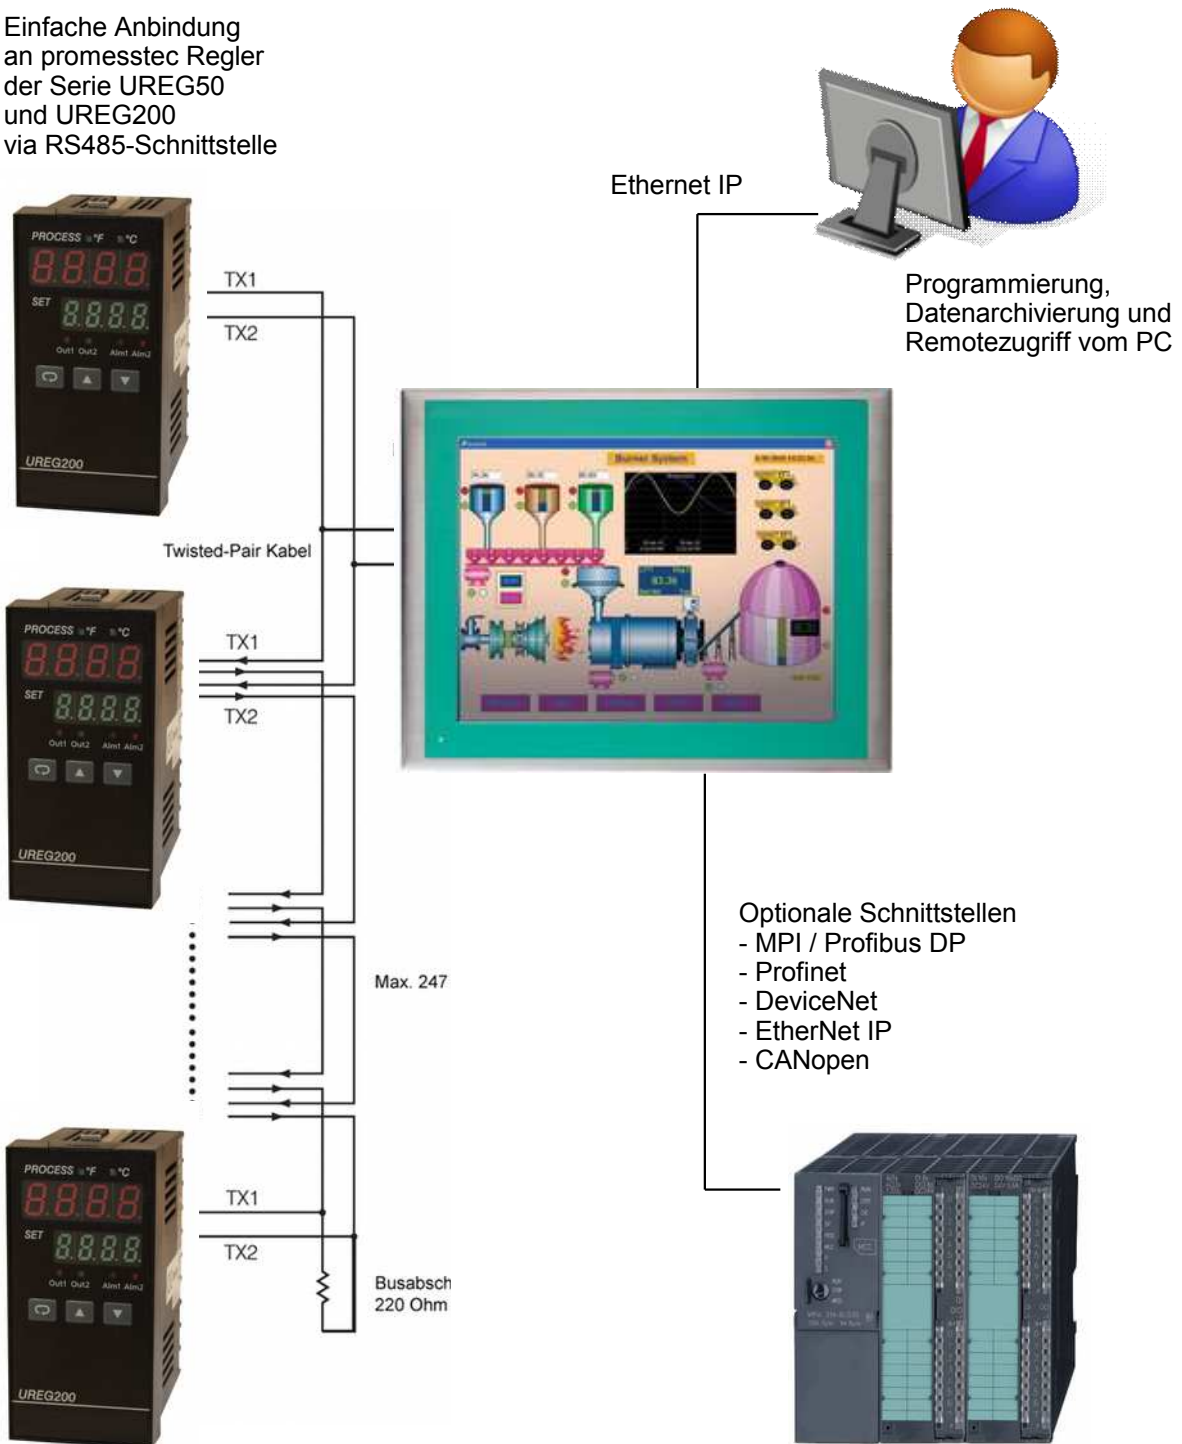 Einfache Anbindung
an promesstec Regler
der Serie UREG50
und UREG200
via RS485-Schnittstelle
Ethernet IP
Programmierung,
Datenarchivierung und
Remotezugriff vom PC
PROCESS °F °C
SET
Out1 Out2 Alm1 Alm2
UREG200
TX1
TX2
Burner System
Twisted-Pair Kabel
83.36
PROCESS °F °C
SET
Out1 Out2 Alm1 Alm2
UREG200
TX1
TX2
Max. 247
Optionale Schnittstellen
- MPI / Profibus DP
- Profinet
- DeviceNet
- EtherNet IP
- CANopen
PROCESS °F °C
SET
Out1 Out2 Alm1 Alm2
UREG200
TX1
TX2
Busabsch
220 Ohm